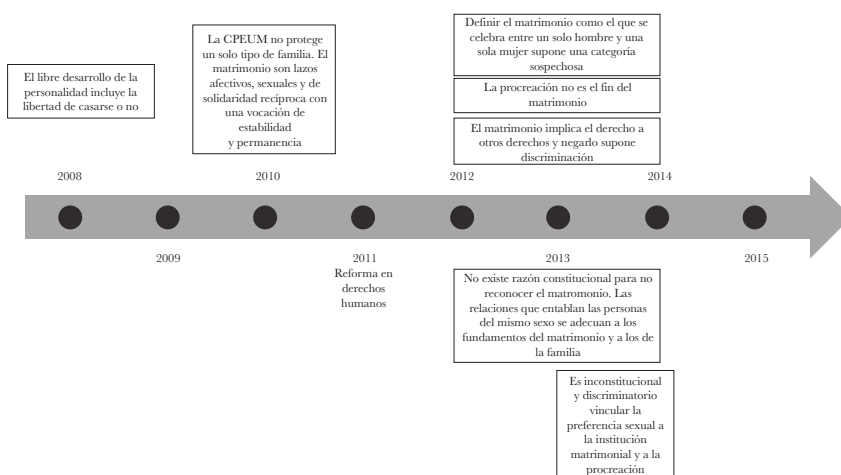 El libre desarrollo de la
personalidad incluye la
libertad de casarse o no
La CPEUM no protege
un solo tipo de familia. El
matrimonio son lazos
afectivos, sexuales y de
solidaridad recíproca con
una vocación de
estabilidad
y permanencia
Definir el matrimonio como el que se
celebra entre un solo hombre y una
sola mujer supone una categoría
sospechosa
La procreación no es el fin del
matrimonio
El matrimonio implica el derecho a
otros derechos y negarlo supone
discriminación
2008
2010
2012
2014
2009
2011
Reforma en
derechos
humanos
2013
2015
No existe razón constitucional para no
reconocer el matromonio. Las
relaciones que entablan las personas
del mismo sexo se adecuan a los
fundamentos del matrimonio y a los de
la familia
Es inconstitucional
y discriminatorio
vincular la
preferencia sexual a
la institución
matrimonial y a la
procreación